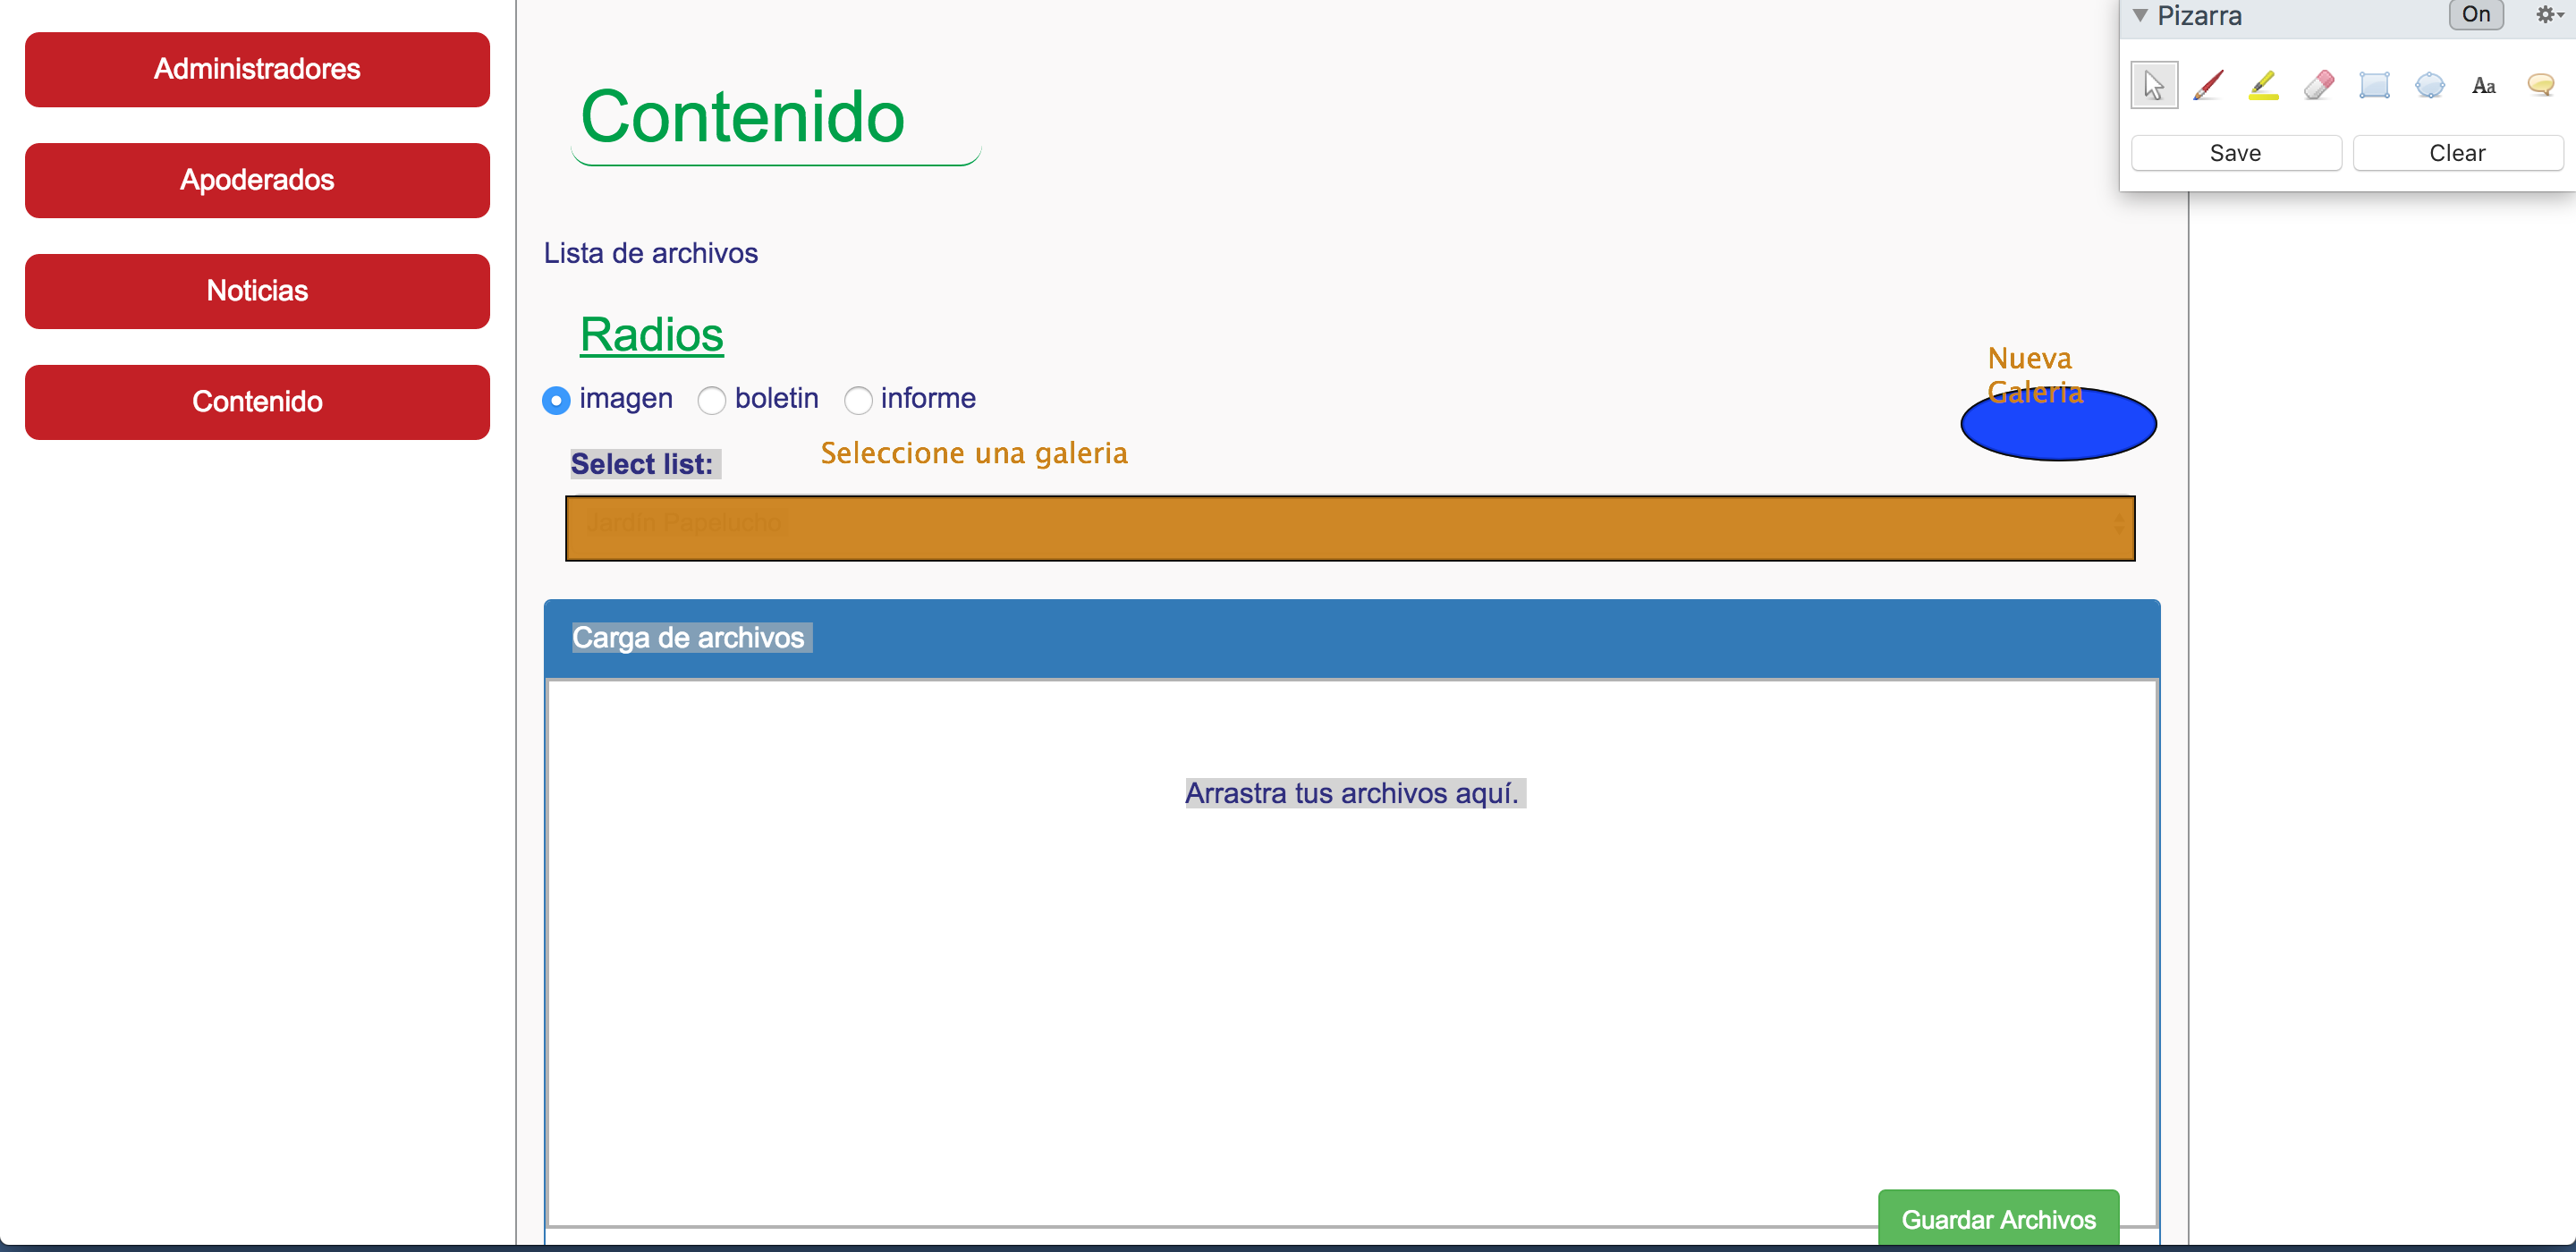 Administradores
Apoderados
Noticias
Contenido
Contenido
Lista de archivos
Radios
imagen boletin informe
Select list:
Seleccione una galeria
Nueva
Galeria
Jardín Papelucho
Carga de archivos
Arrastra tus archivos aquí.
Guardar Archivos
Pizarra
On
Aa
Save
Clear